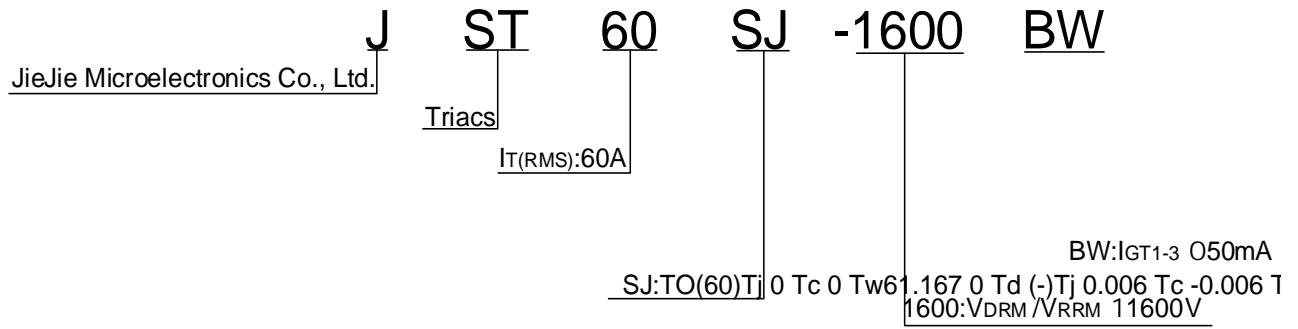 J ST 60 SJ -1600 BW
JieJie Microelectronics Co., Ltd.
Triacs
IT(RMS):60A
BW:IGT1-3 O50mA
SJ:TO(60)Tj 0 Tc 0 Tw61.167 0 Td (-)Tj 0.006 Tc -0.006 T
1600:VDRM /VRRM 11600V